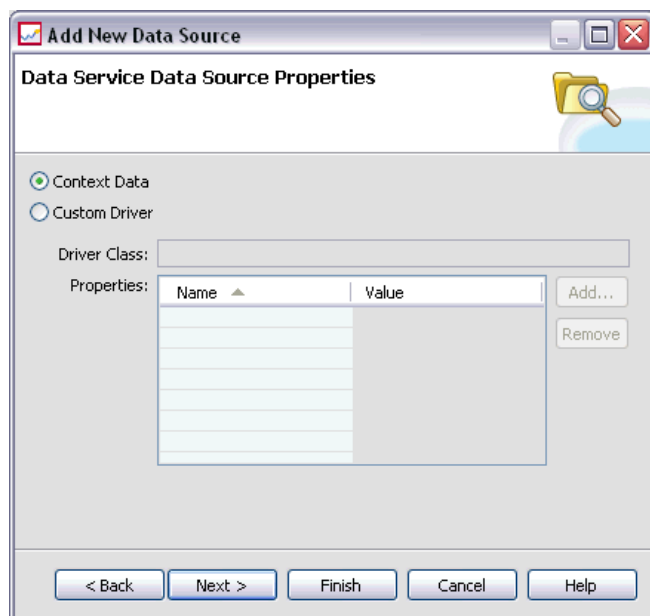 Add New Data Source
Data Service Data Source Properties
Context Data
Custom Driver
Driver Class:
Properties:
Name
Value
Add...
Remove
< Back
Next >
Finish
Cancel
Help